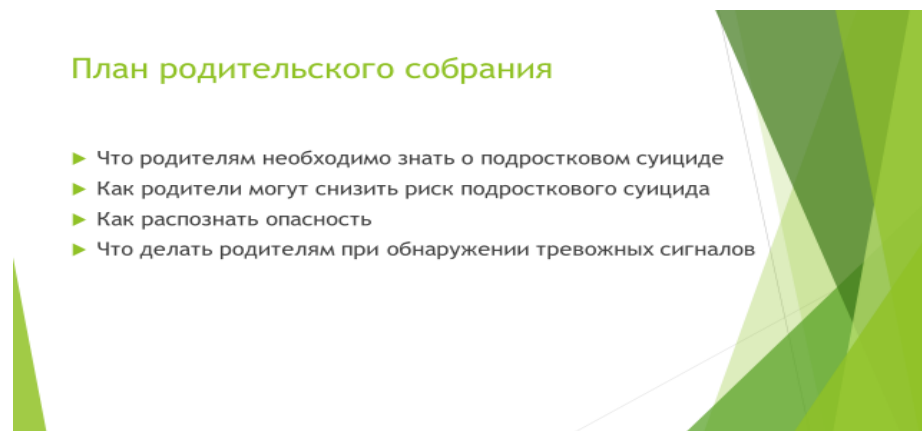 План родительского собрания
Что родителям необходимо знать о подростковом суициде
Как родители могут снизить риск подросткового суицида
Как распознать опасность
Что делать родителям при обнаружении тревожных сигналов